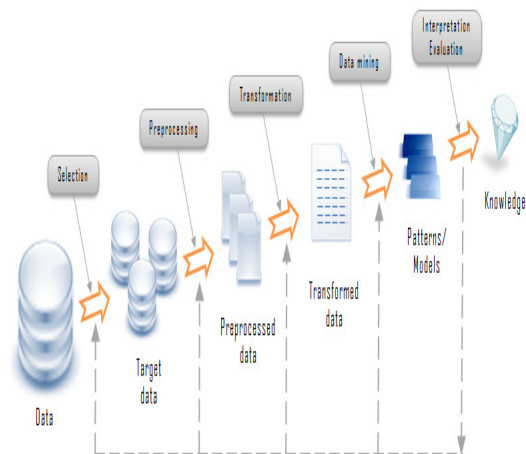 Interpretation
Evaluation
Data mining
Transformation
Preprocessing
Selection
Knowledge
Patterns/
Models
Transformed
data
Preprocessed
data
Target
data
Data